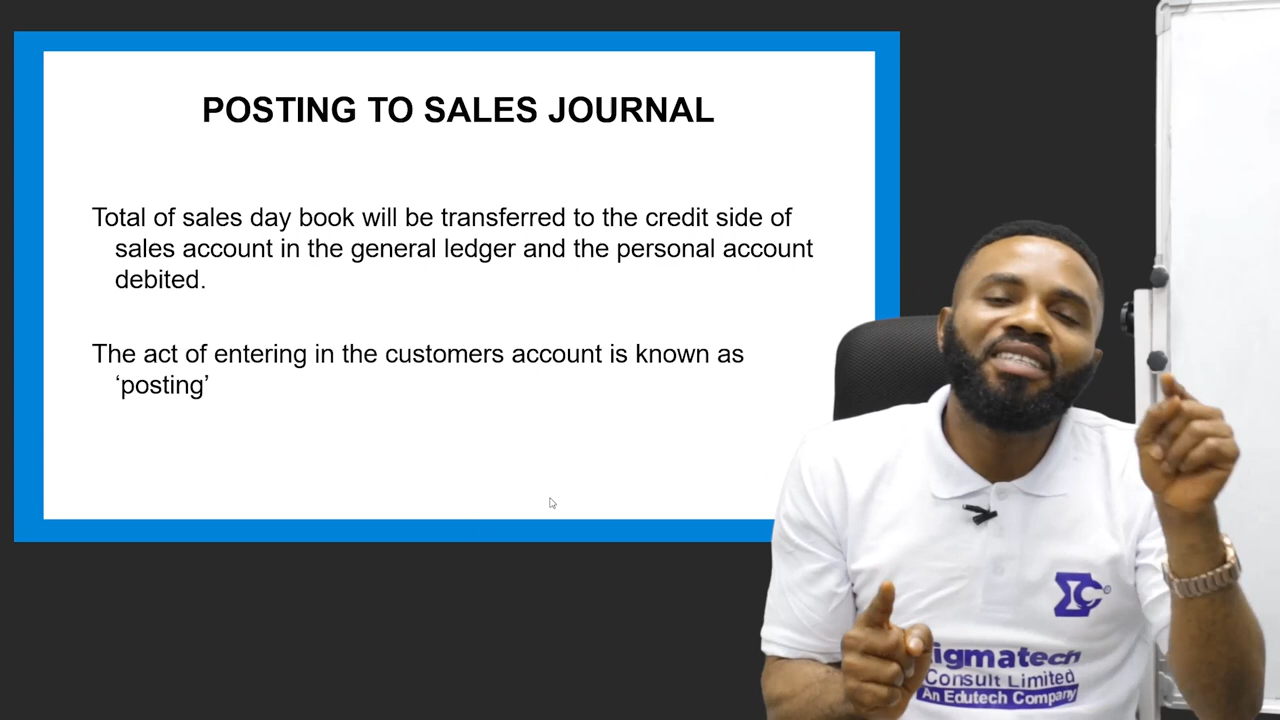 POSTING TO SALES JOURNAL
Total of sales day book will be transferred to the credit side of
sales account in the general ledger and the personal account
debited.
The act of entering in the customers account is known as
‘posting’
igmatech
Consult Limited
An Edutech Company